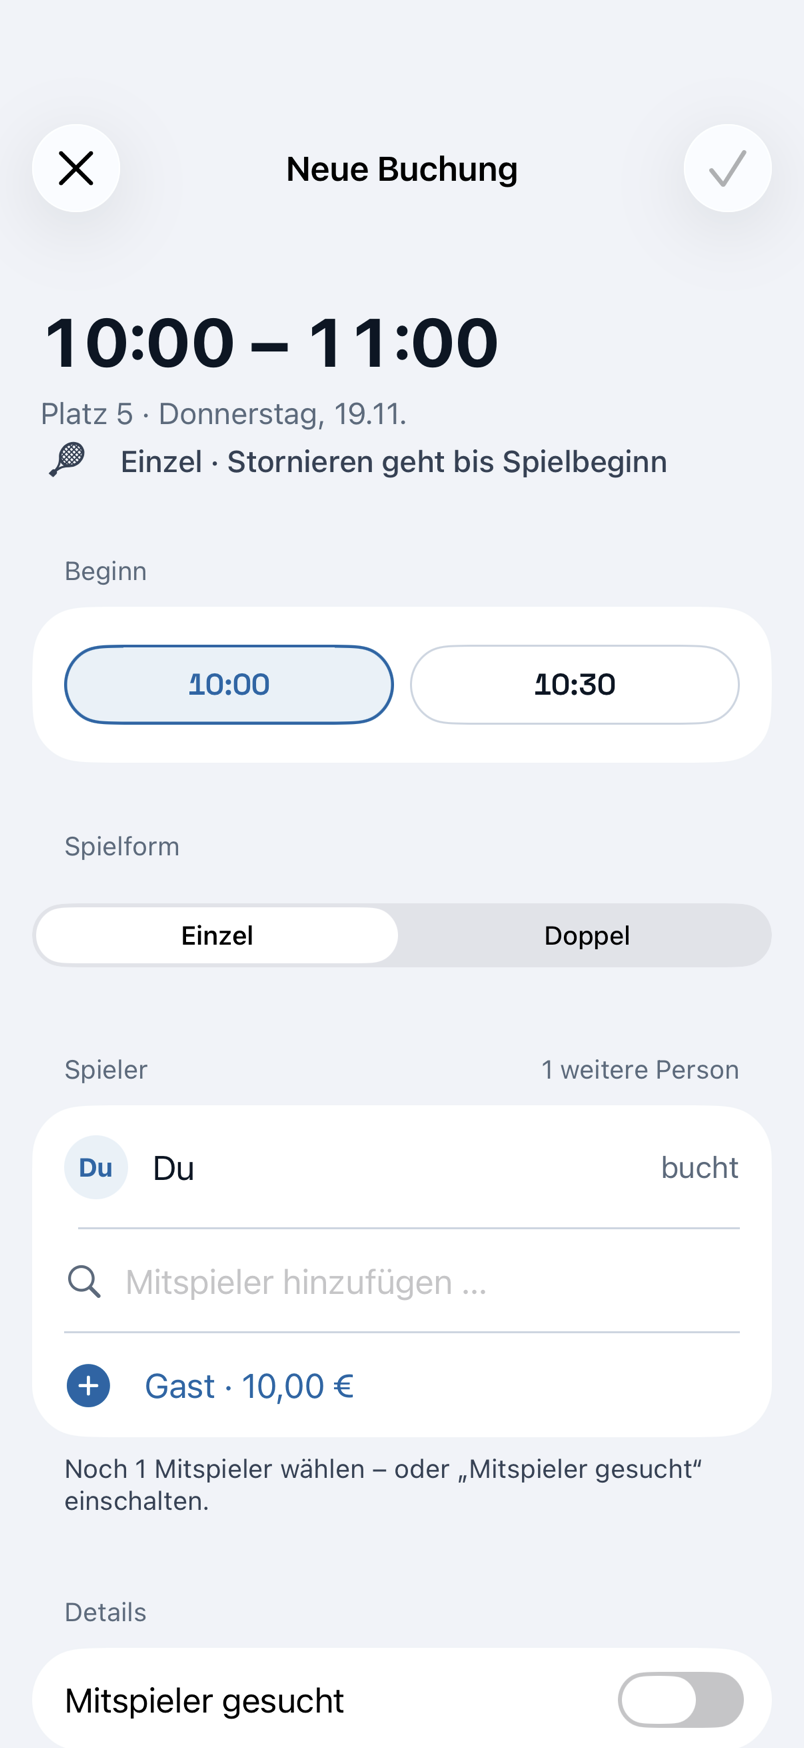 Neue Buchung
10:00 – 11:00
Platz 5 · Donnerstag, 19.11.
Einzel · Stornieren geht bis Spielbeginn
Beginn
10:00 10:30
Spielform
Einzel Doppel
Spieler 1 weitere Person
Du Du bucht
Mitspieler hinzufügen ...
Gast · 10,00 €
Noch 1 Mitspieler wählen – oder „Mitspieler gesucht“
einschalten.
Details
Mitspieler gesucht